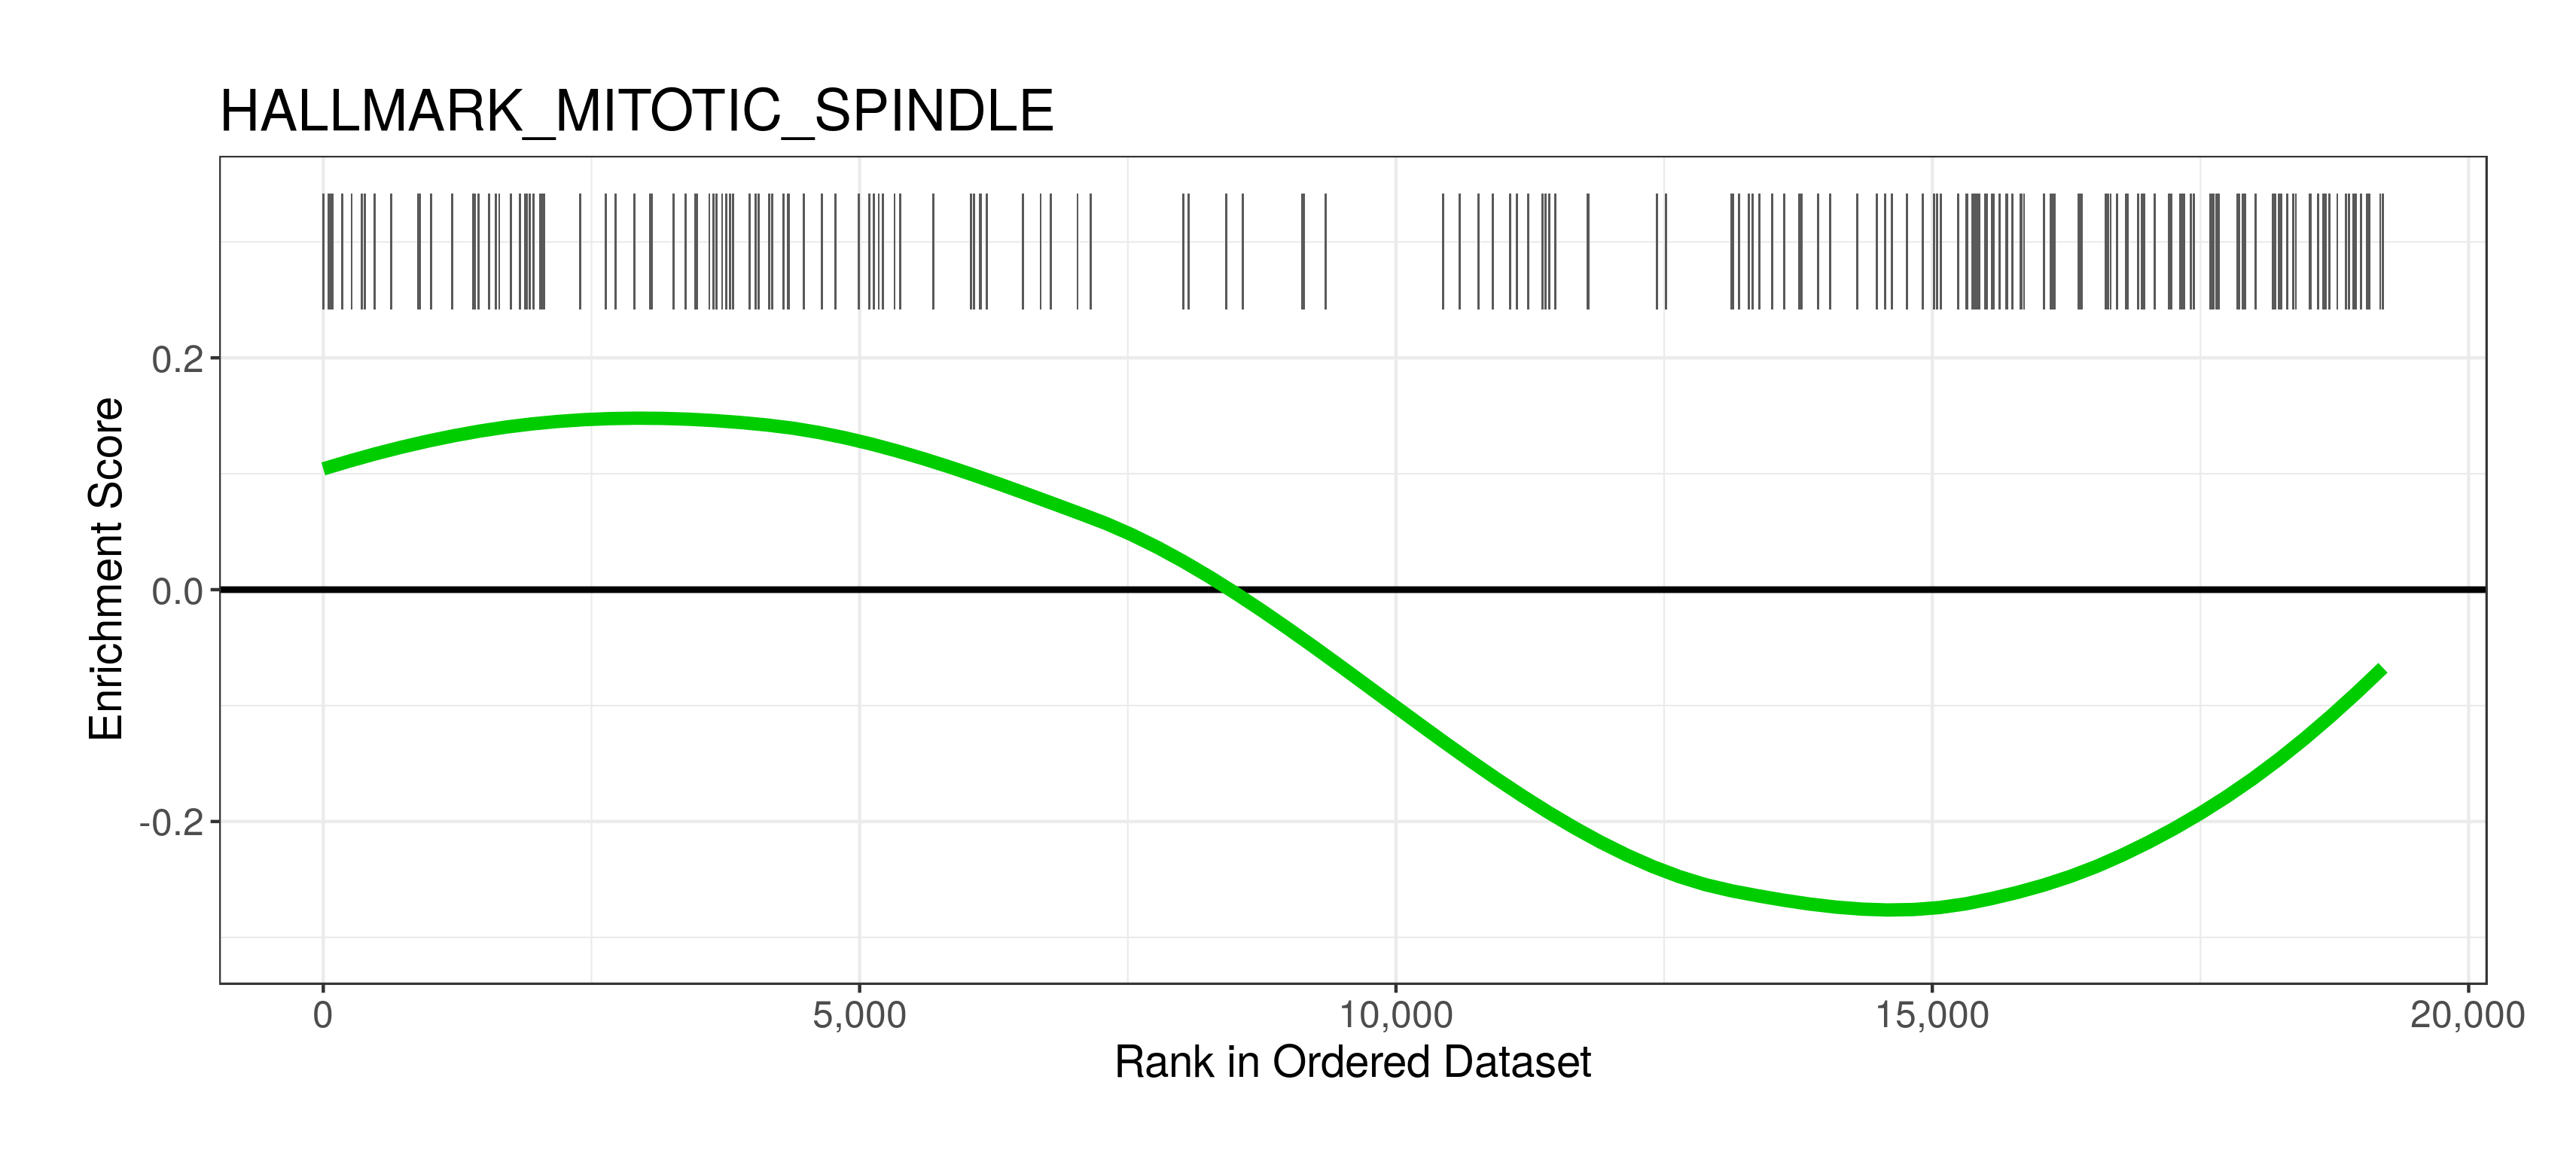 HALLMARK_MITOTIC_SPINDLE
Enrichment Score
0.2
0.0
-0.2
0 5,000 10,000 15,000 20,000
Rank in Ordered Dataset